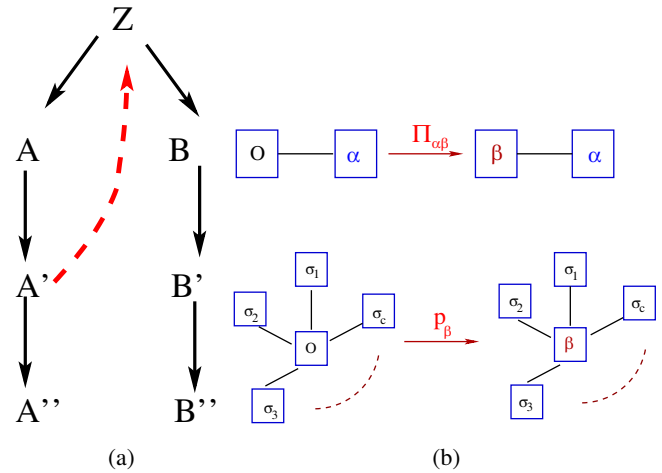 Z
A B
A' B'
A'' B''
(a)
O α Π_αβ β α
σ_1 σ_1
σ_2 σ_c σ_2 σ_c
O p_β β
σ_3 σ_3
(b)